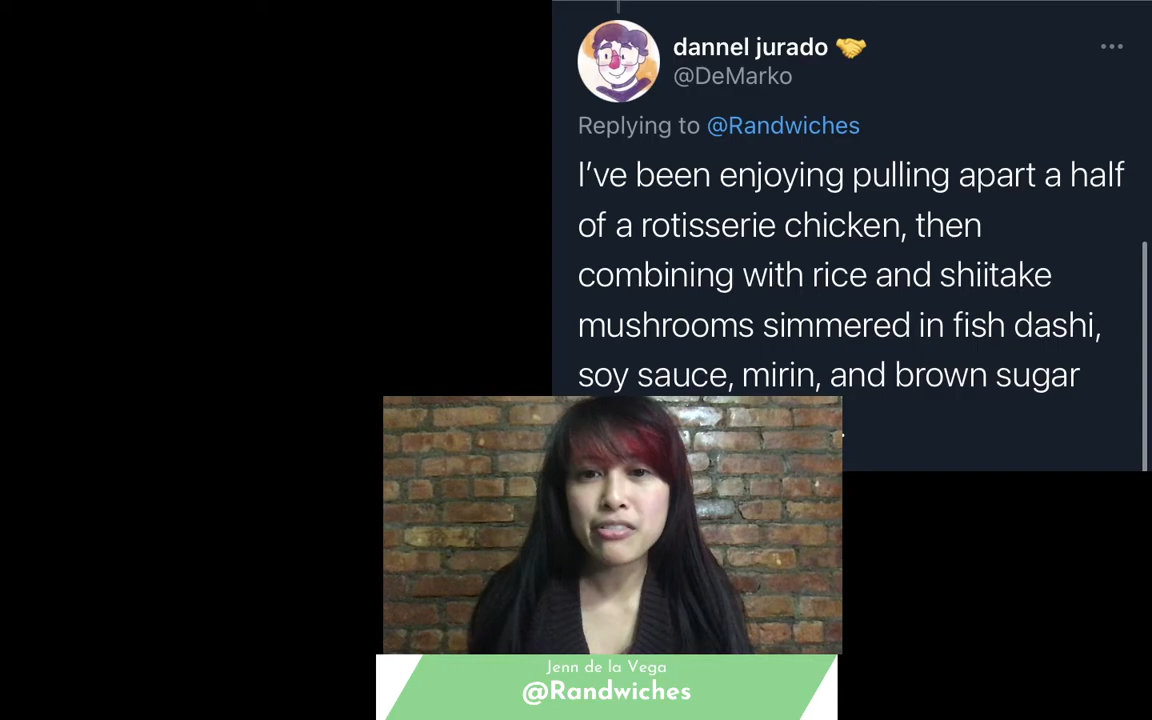 dannel jurado 🤝
@DeMarko
Replying to @Randwiches
I’ve been enjoying pulling apart a half
of a rotisserie chicken, then
combining with rice and shiitake
mushrooms simmered in fish dashi,
soy sauce, mirin, and brown sugar
Jenn de la Vega
@Randwiches